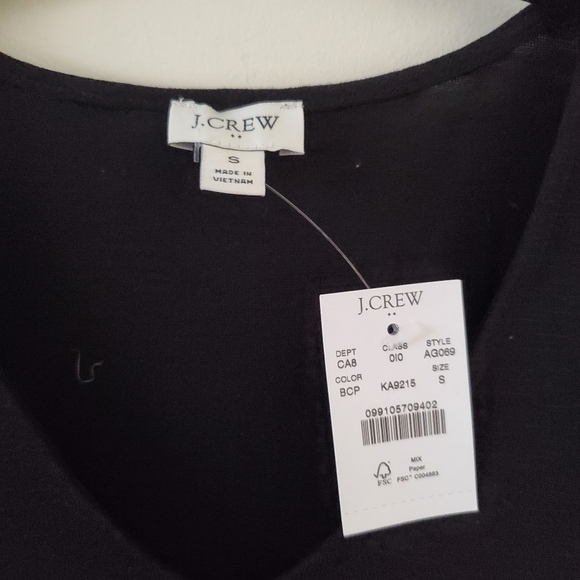 J.CREW
S
MADE IN
VIETNAM
J.CREW
DEPT CLASS STYLE
CA8 010 AG069
COLOR SIZE
BCP KA9215 S
099105709402
MIX
Paper
FSC
FSC® C004863